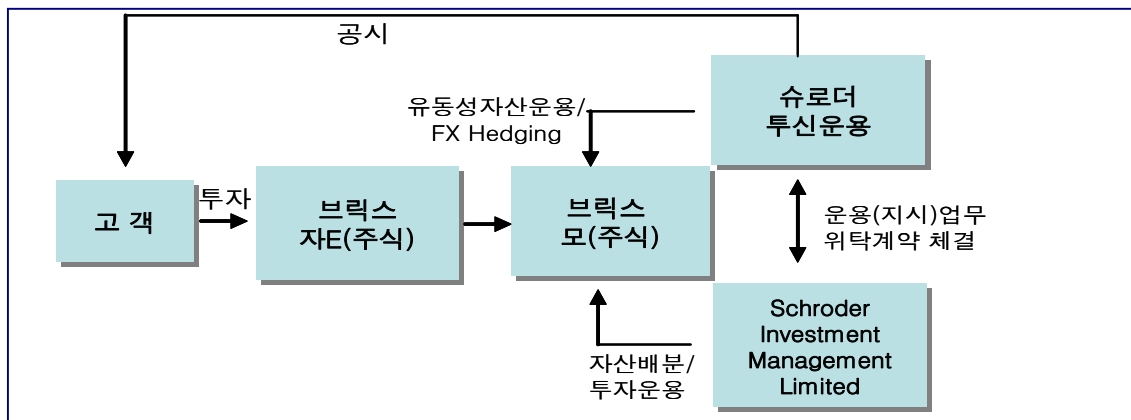 공시
슈로더
투신운용
유동성자산운용/
FX Hedging
고 객
투자
브릭스
자E(주식)
브릭스
모(주식)
운용(지시)업무
위탁계약 체결
자산배분/
투자운용
Schroder
Investment
Management
Limited